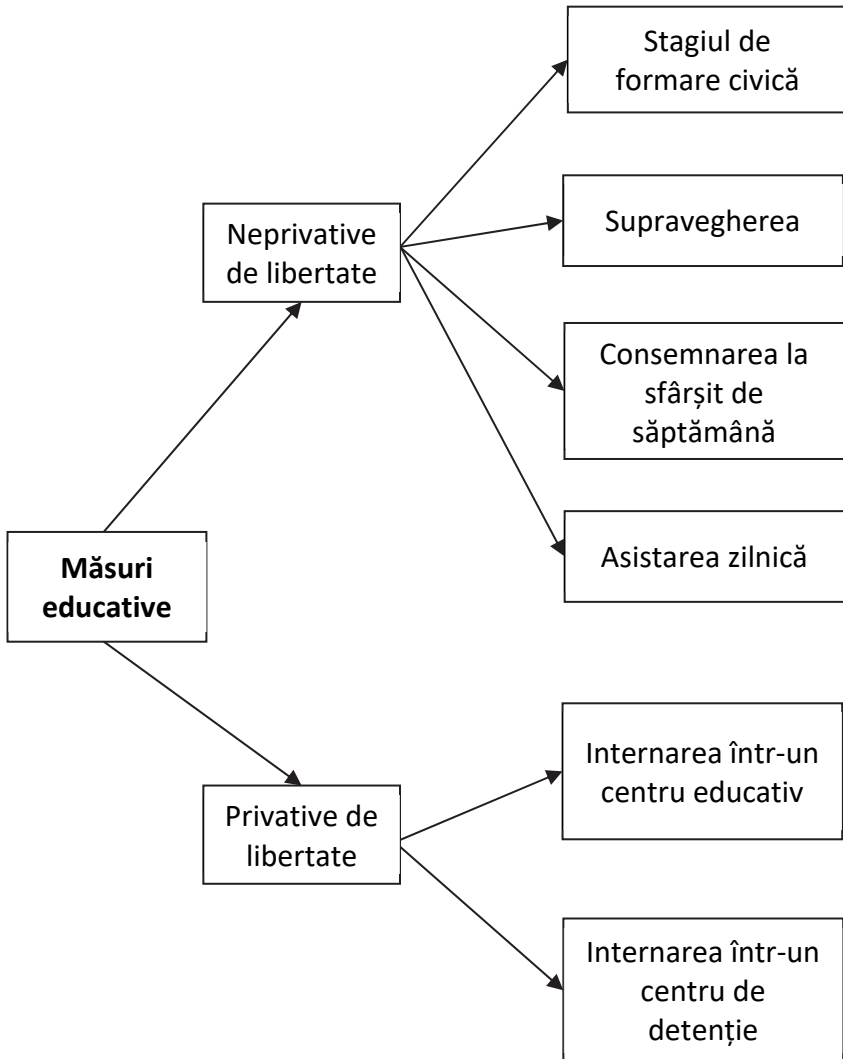 Stagiul de
formare civică
Neprivative
de libertate
Supravegherea
Consemnarea la
sfârșit de
săptămână
Asistarea zilnică
Măsuri
educative
Internarea într-un
centru educativ
Privative de
libertate
Internarea într-un
centru de
detenție